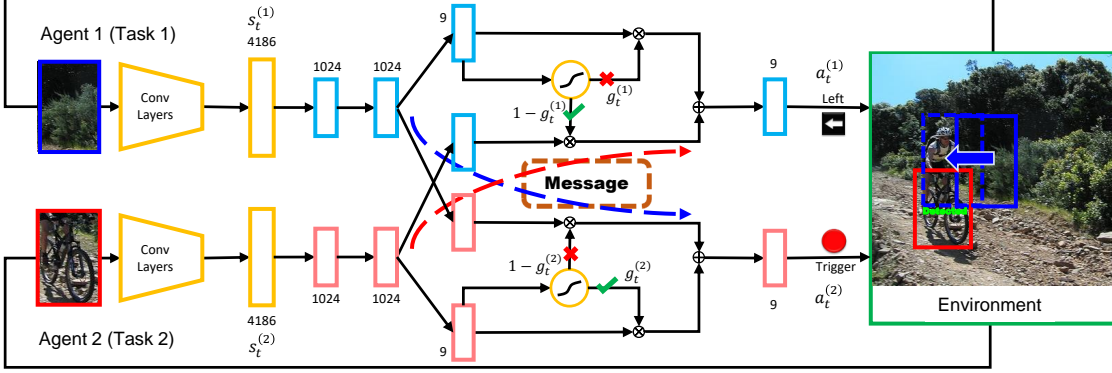 Agent 1 (Task 1)
Conv
Layers
s_t^{(1)}
4186
1024
1024
9
g_t^{(1)}
1 − g_t^{(1)}
9
a_t^{(1)}
Left
Message
Conv
Layers
Agent 2 (Task 2)
1024
1024
4186
s_t^{(2)}
1 − g_t^{(2)}
g_t^{(2)}
9
9
Trigger
a_t^{(2)}
Environment